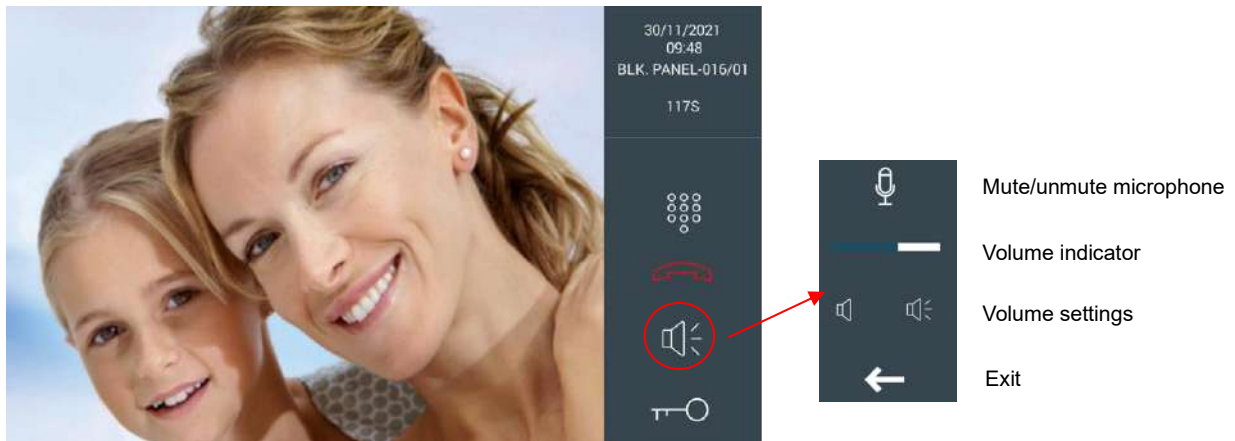 30/11/2021
09:48
BLK. PANEL-016/01
117S
Mute/unmute microphone
Volume indicator
Volume settings
Exit